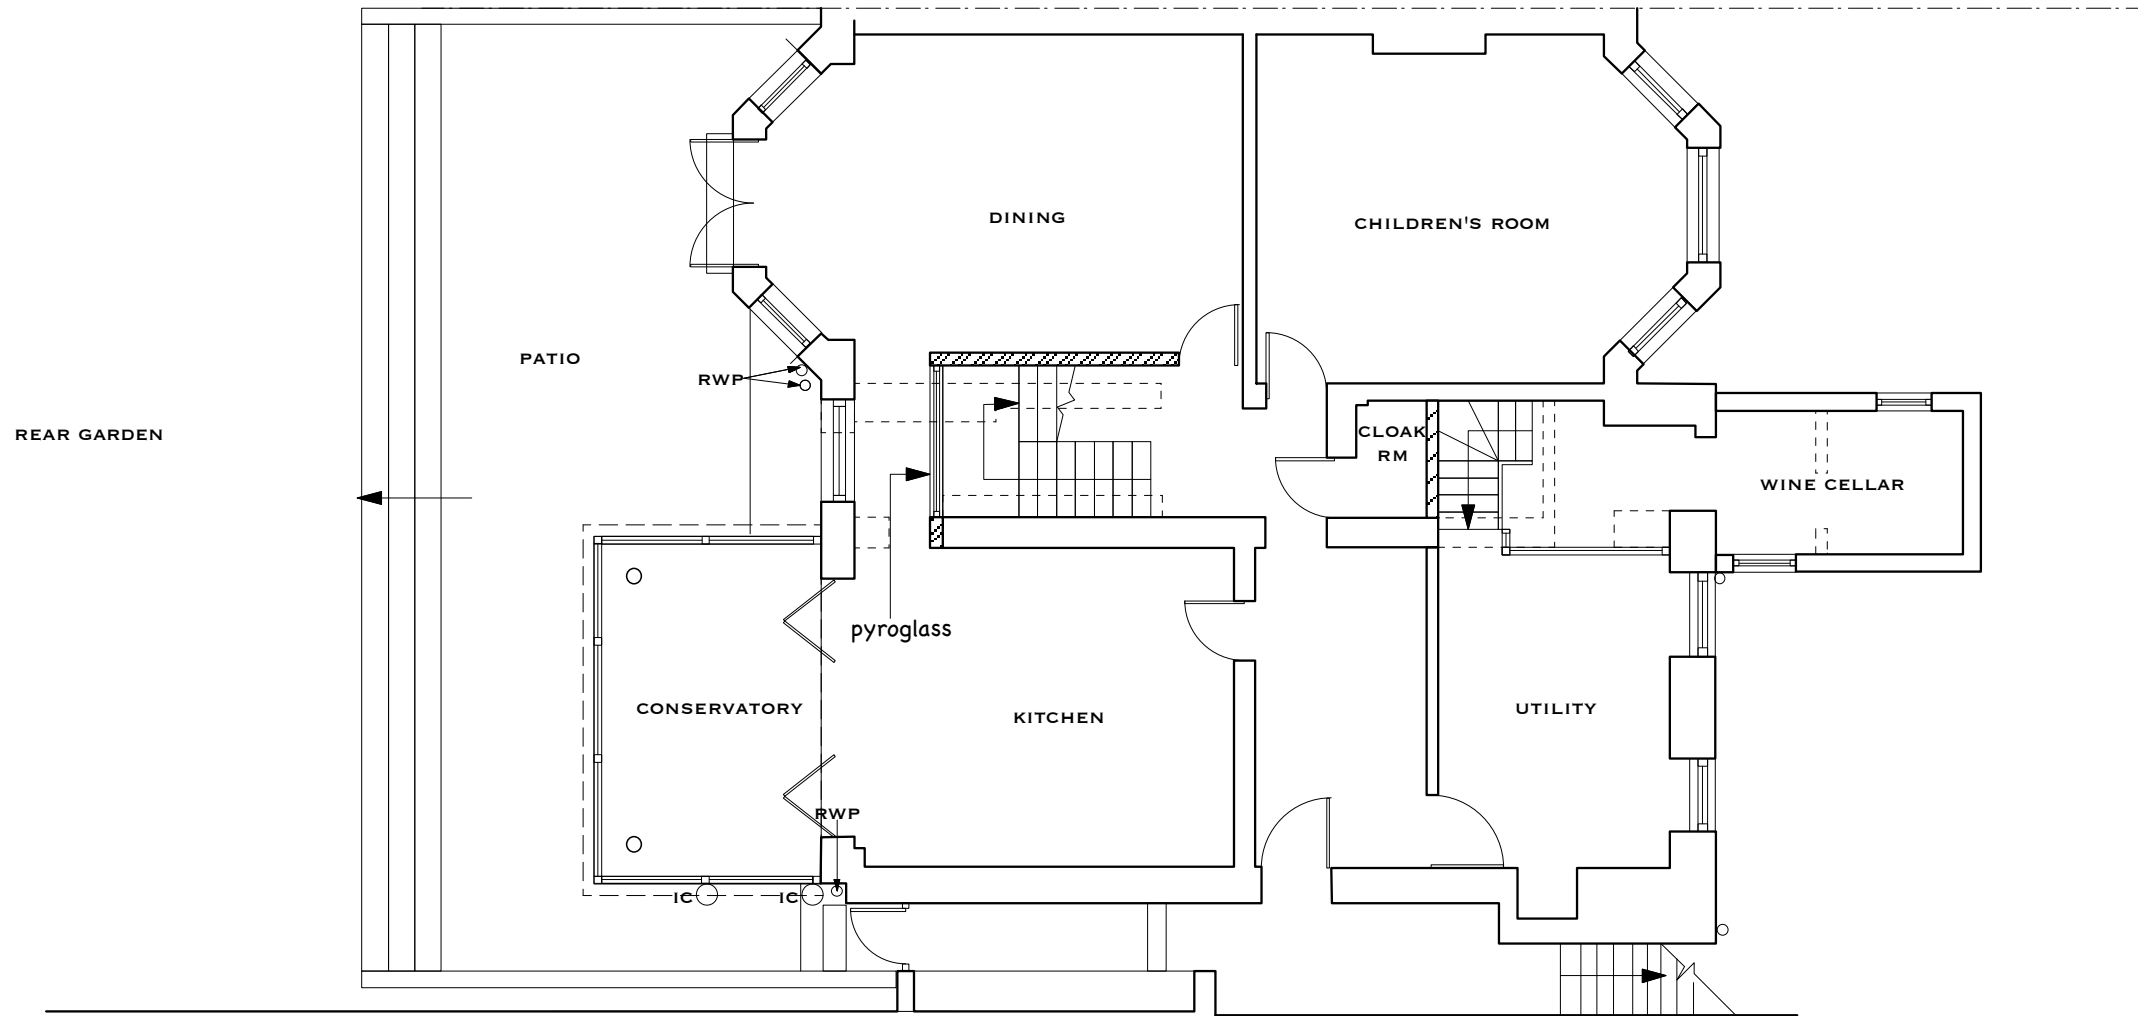 DINING
CHILDREN'S ROOM
PATIO
RWP
REAR GARDEN
CLOAK
RM
WINE CELLAR
pyroglass
CONSERVATORY
KITCHEN
UTILITY
RWP
IC
IC